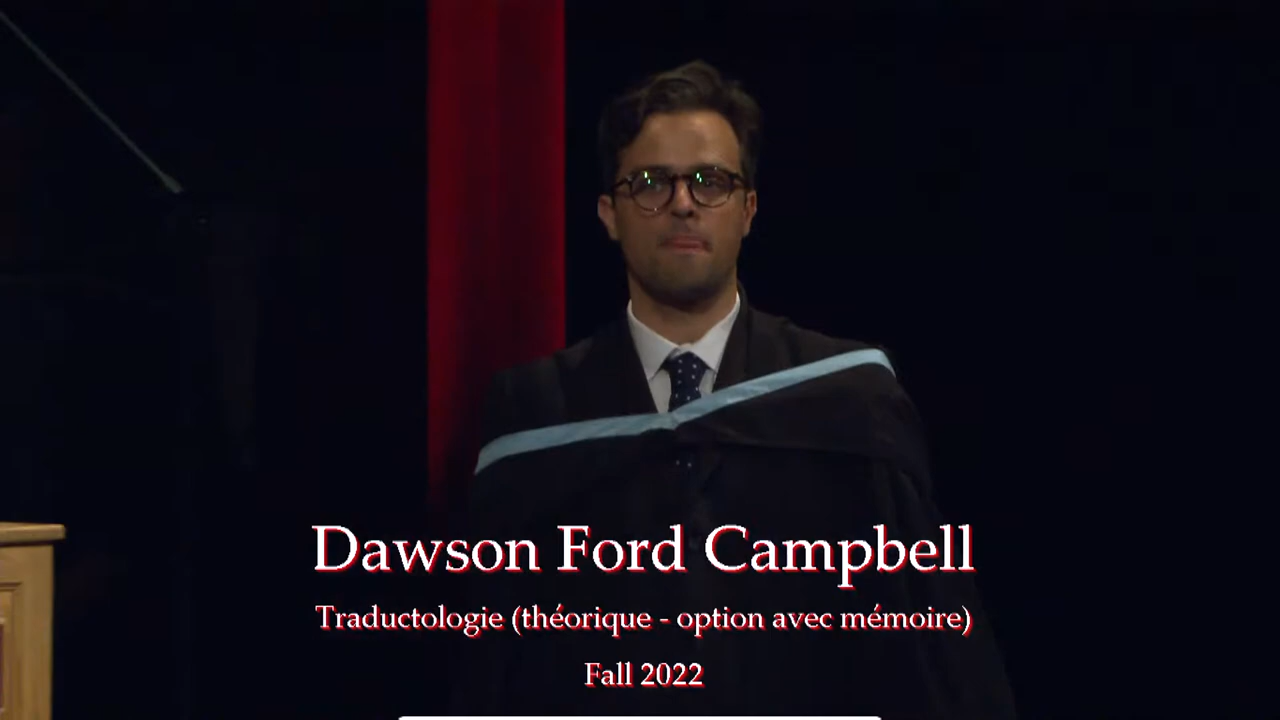 Dawson Ford Campbell
Traductologie (théorique - option avec mémoire)
Fall 2022